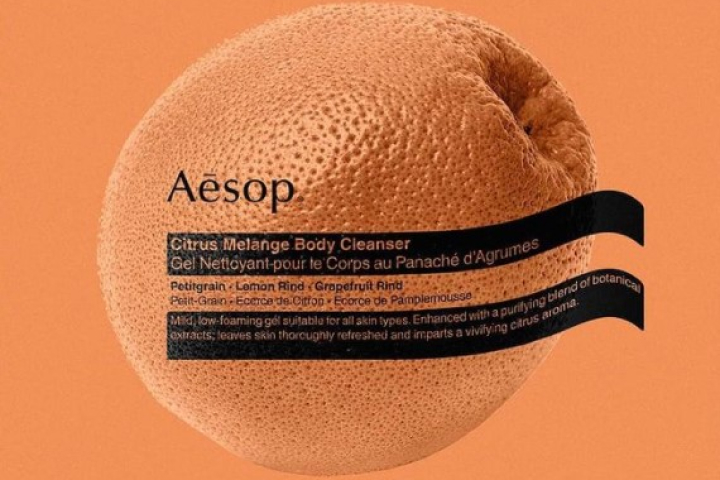 Aēsop.
Citrus Melange Body Cleanser
Gel Nettoyant pour le Corps au Panaché d'Agrumes
Petitgrain · Lemon Rind · Grapefruit Rind
Petit-Grain · Ecorce de Citron · Ecorce de Pamplemousse
Mild, low-foaming gel suitable for all skin types. Enhanced with a purifying blend of botanical
extracts; leaves skin thoroughly refreshed and imparts a vivifying citrus aroma.